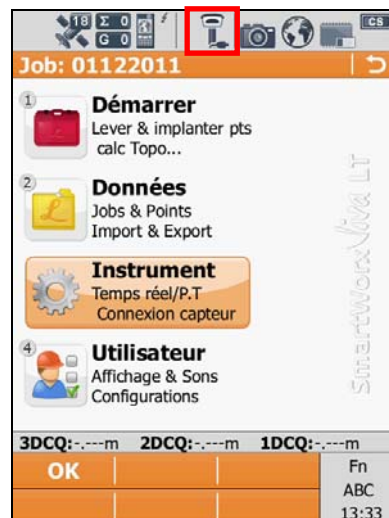 18 Σ 0
G 0
CS
Job: 01122011
1 Démarrer
Lever & implanter pts
calc Topo...
2 Données
Jobs & Points
Import & Export
Instrument
Temps réel/P.T
Connexion capteur
4 Utilisateur
Affichage & Sons
Configurations
SmartWorx Viva LT
3DCQ:-.---m 2DCQ:-.---m 1DCQ:-.---m
OK
Fn
ABC
13:33